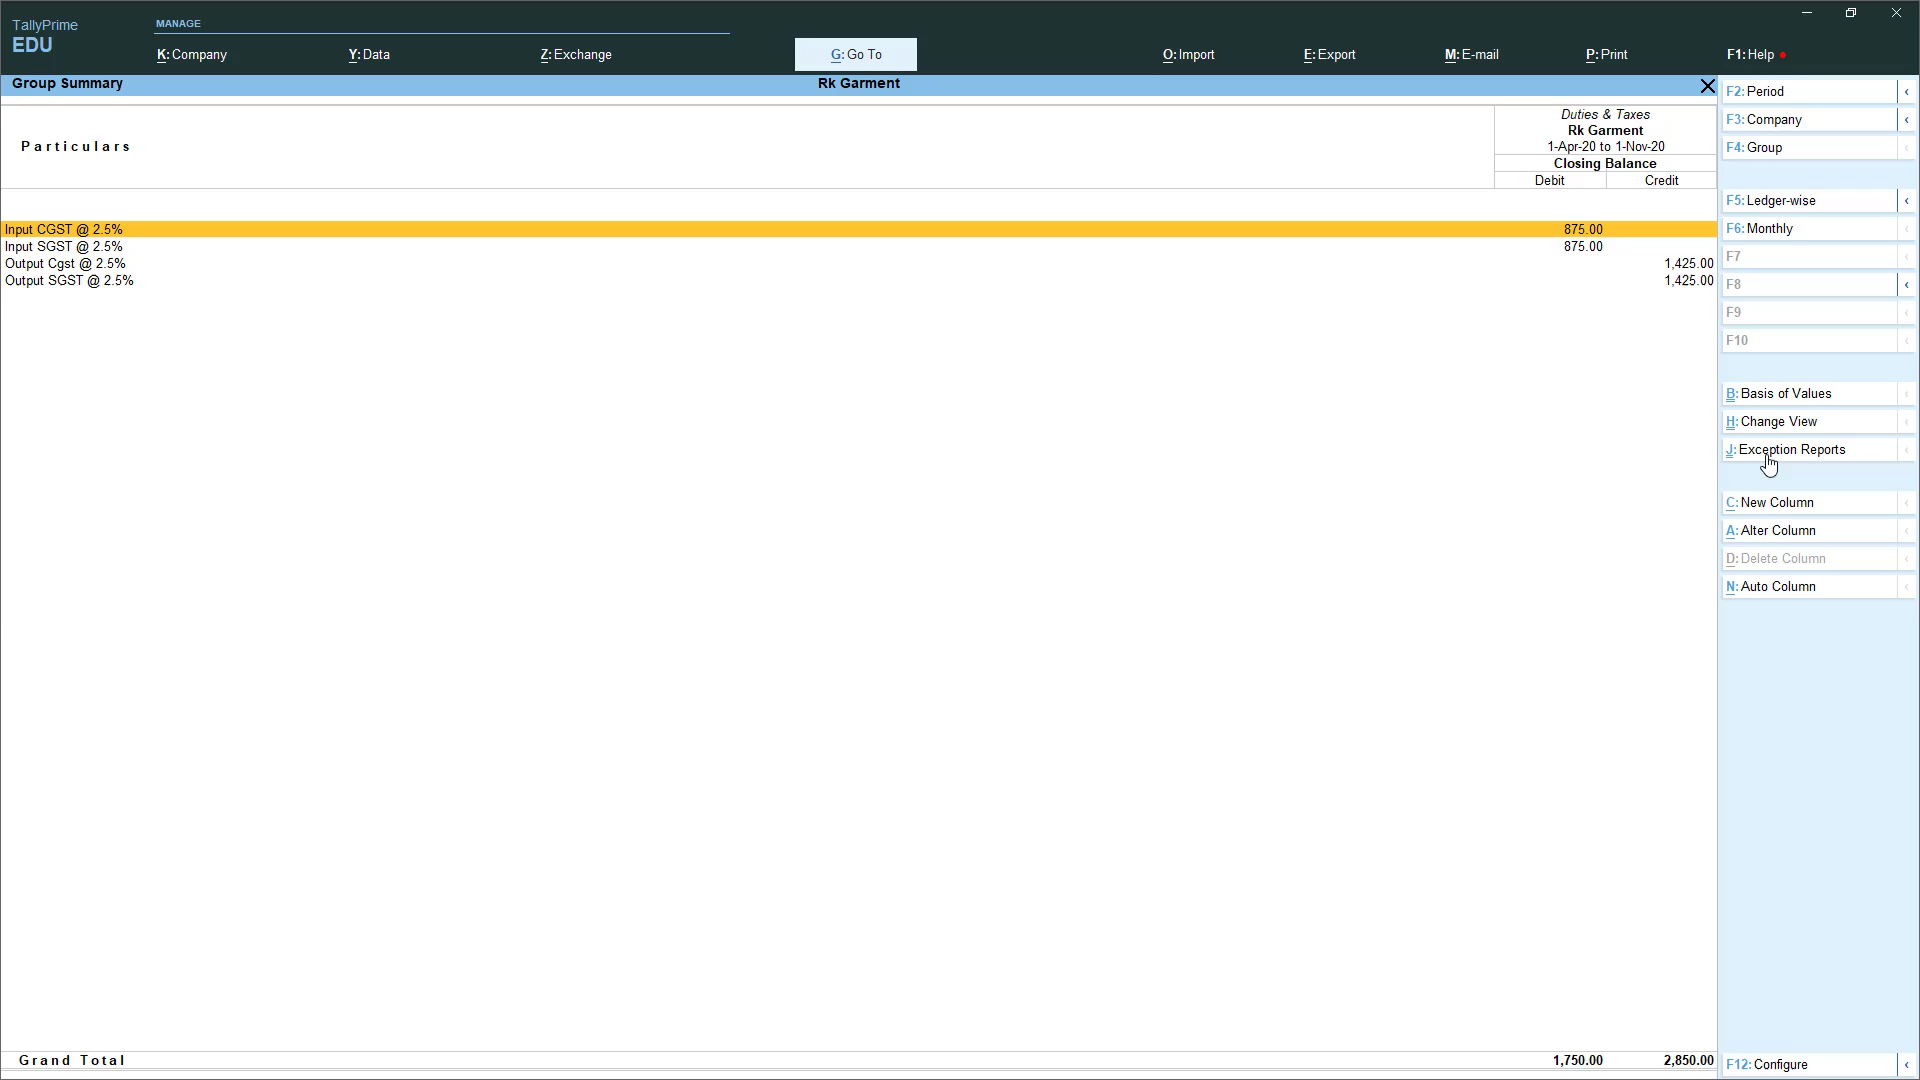 TallyPrime
EDU
MANAGE
K: Company
Y: Data
Z: Exchange
G: Go To
O: Import
E: Export
M: E-mail
P: Print
F1: Help
Group Summary
Rk Garment
Particulars
Duties & Taxes
Rk Garment
1-Apr-20 to 1-Nov-20
Closing Balance
Debit Credit
Input CGST @ 2.5% 875.00
Input SGST @ 2.5% 875.00
Output Cgst @ 2.5% 1,425.00
Output SGST @ 2.5% 1,425.00
Grand Total 1,750.00 2,850.00
F2: Period
F3: Company
F4: Group
F5: Ledger-wise
F6: Monthly
F7
F8
F9
F10
B: Basis of Values
H: Change View
J: Exception Reports
C: New Column
A: Alter Column
D: Delete Column
N: Auto Column
F12: Configure